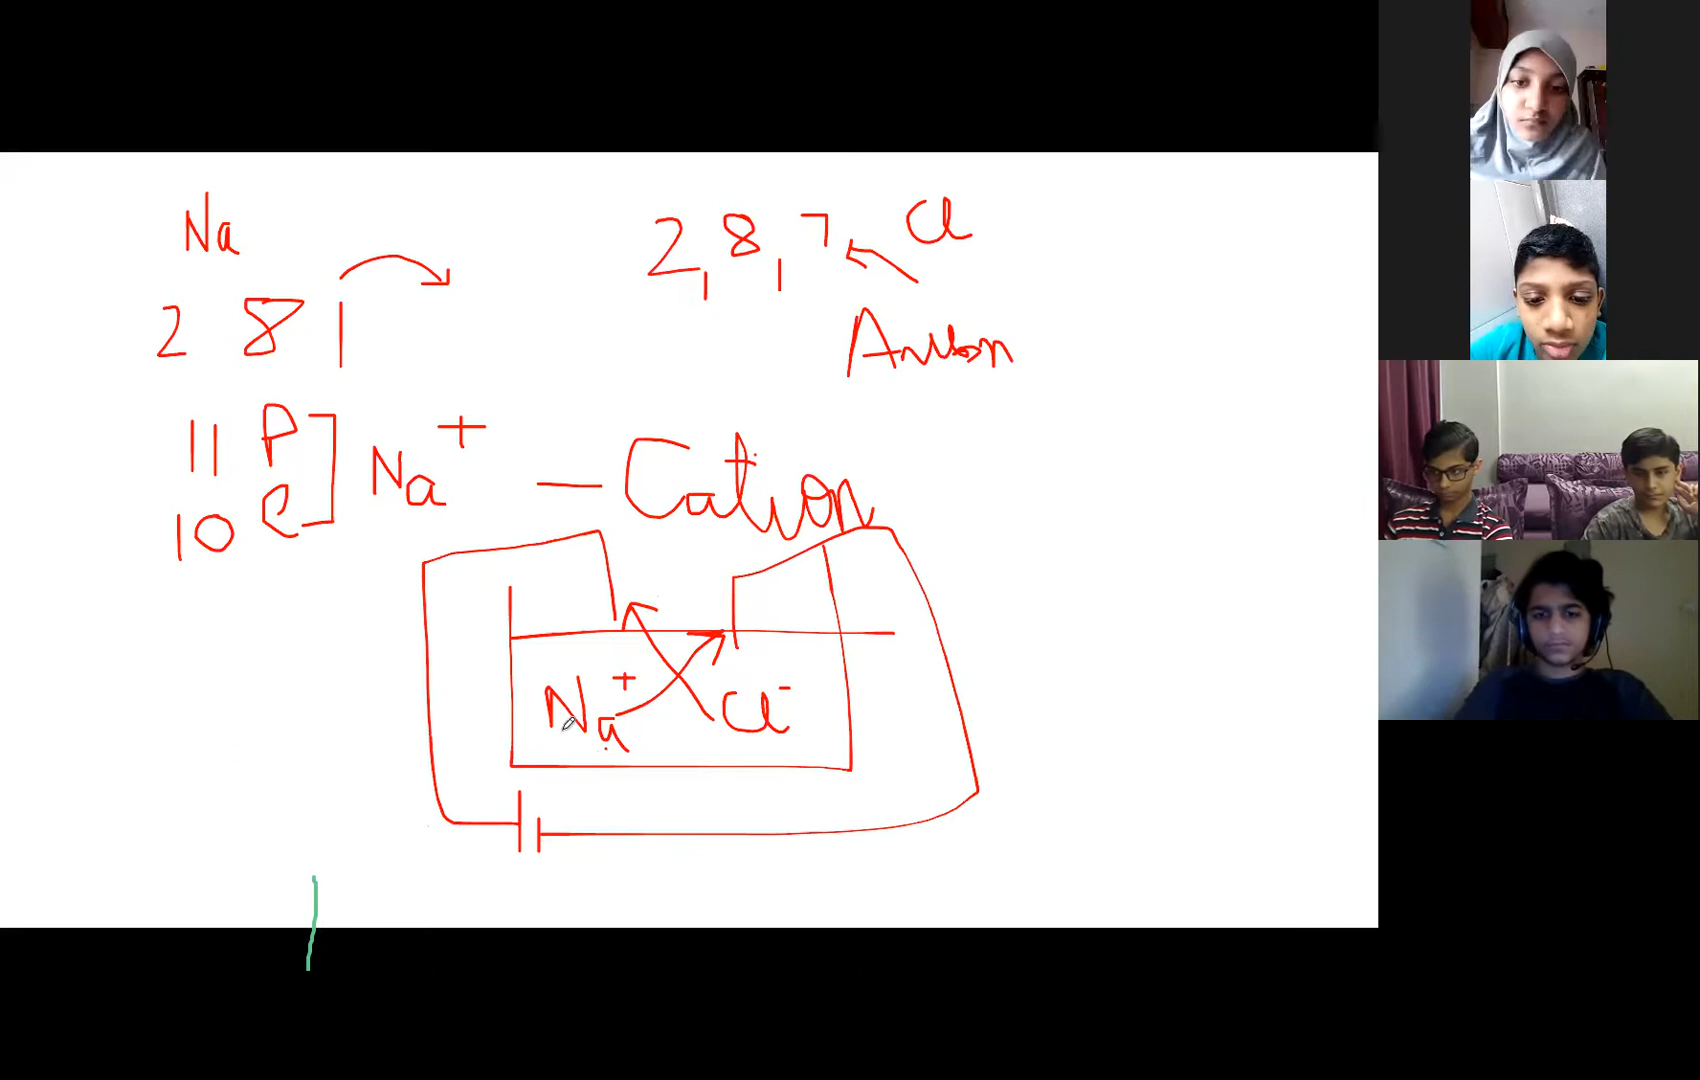 Na
2,8,7 Cl
2 8 1
Anion
11 P
Na+ — Cation
10 e
Na+ Cl-